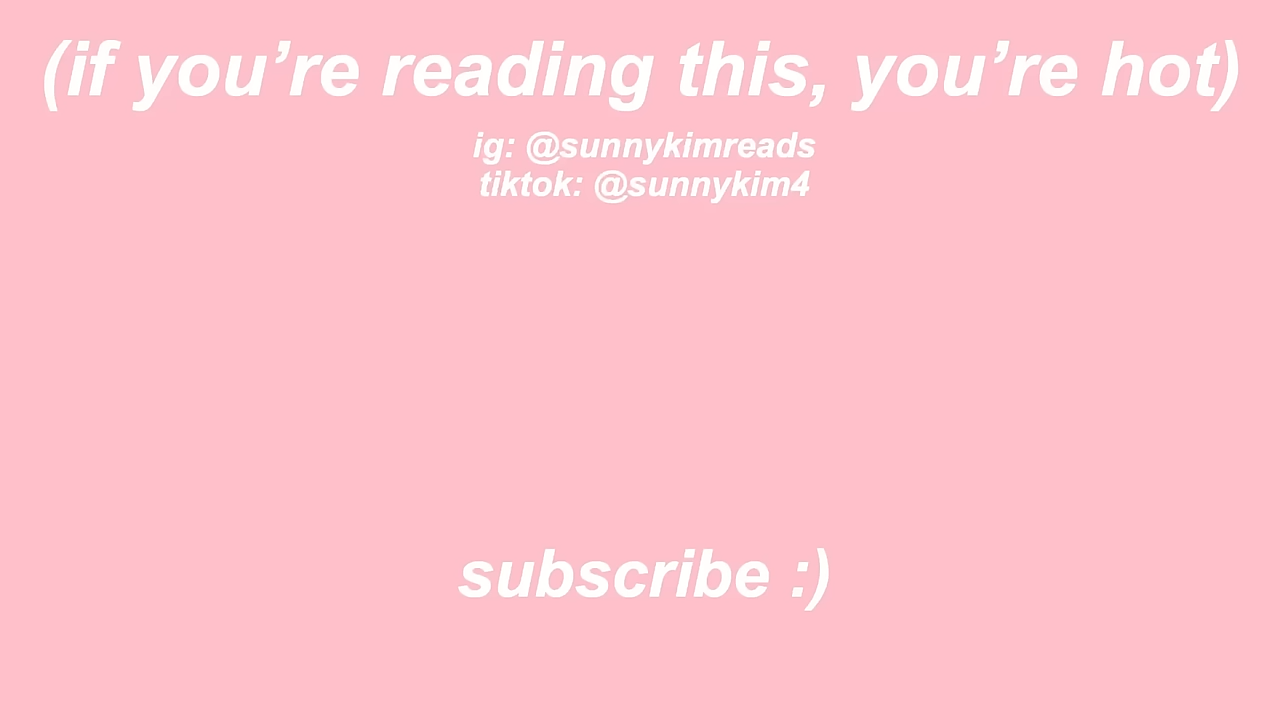 (if you’re reading this, you’re hot)
ig: @sunnykimreads
tiktok: @sunnykim4
subscribe :)